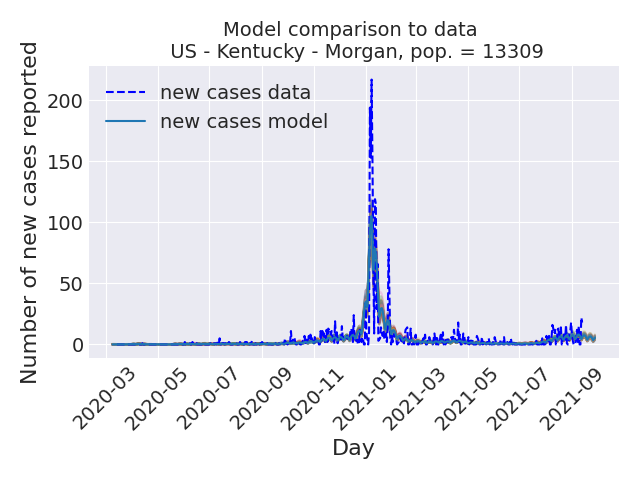 Model comparison to data
US - Kentucky - Morgan, pop. = 13309
new cases data
new cases model
Number of new cases reported
200
150
100
50
0
2020-03
2020-05
2020-07
2020-09
2020-11
2021-01
2021-03
2021-05
2021-07
2021-09
Day